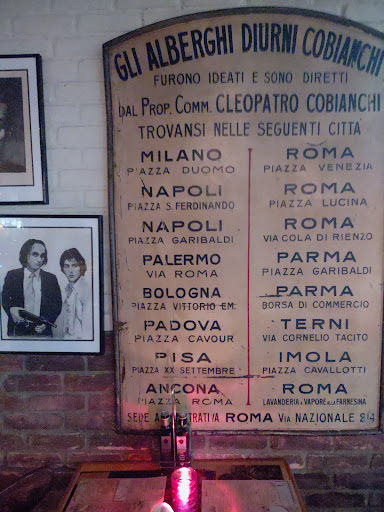 GLI ALBERGHI DIURNI COBIANCHI
FURONO IDEATI E SONO DIRETTI
DAL PROP. COMM. CLEOPATRO COBIANCHI
TROVANSI NELLE SEGUENTI CITTÀ
MILANO
PIAZZA DUOMO
NAPOLI
PIAZZA S. FERDINANDO
NAPOLI
PIAZZA GARIBALDI
PALERMO
VIA ROMA
BOLOGNA
PIAZZA VITTORIO EM.
PADOVA
PIAZZA CAVOUR
PISA
PIAZZA XX SETTEMBRE
ANCONA
PIAZZA ROMA
ROMA
PIAZZA VENEZIA
ROMA
PIAZZA LUCINA
ROMA
VIA COLA DI RIENZO
PARMA
PIAZZA GARIBALDI
PARMA
BORSA DI COMMERCIO
TERNI
VIA CORNELIO TACITO
IMOLA
PIAZZA CAVALLOTTI
ROMA
LAVANDERIA A VAPORE ALLA FARNESINA
SEDE ROMA VIA NAZIONALE 214